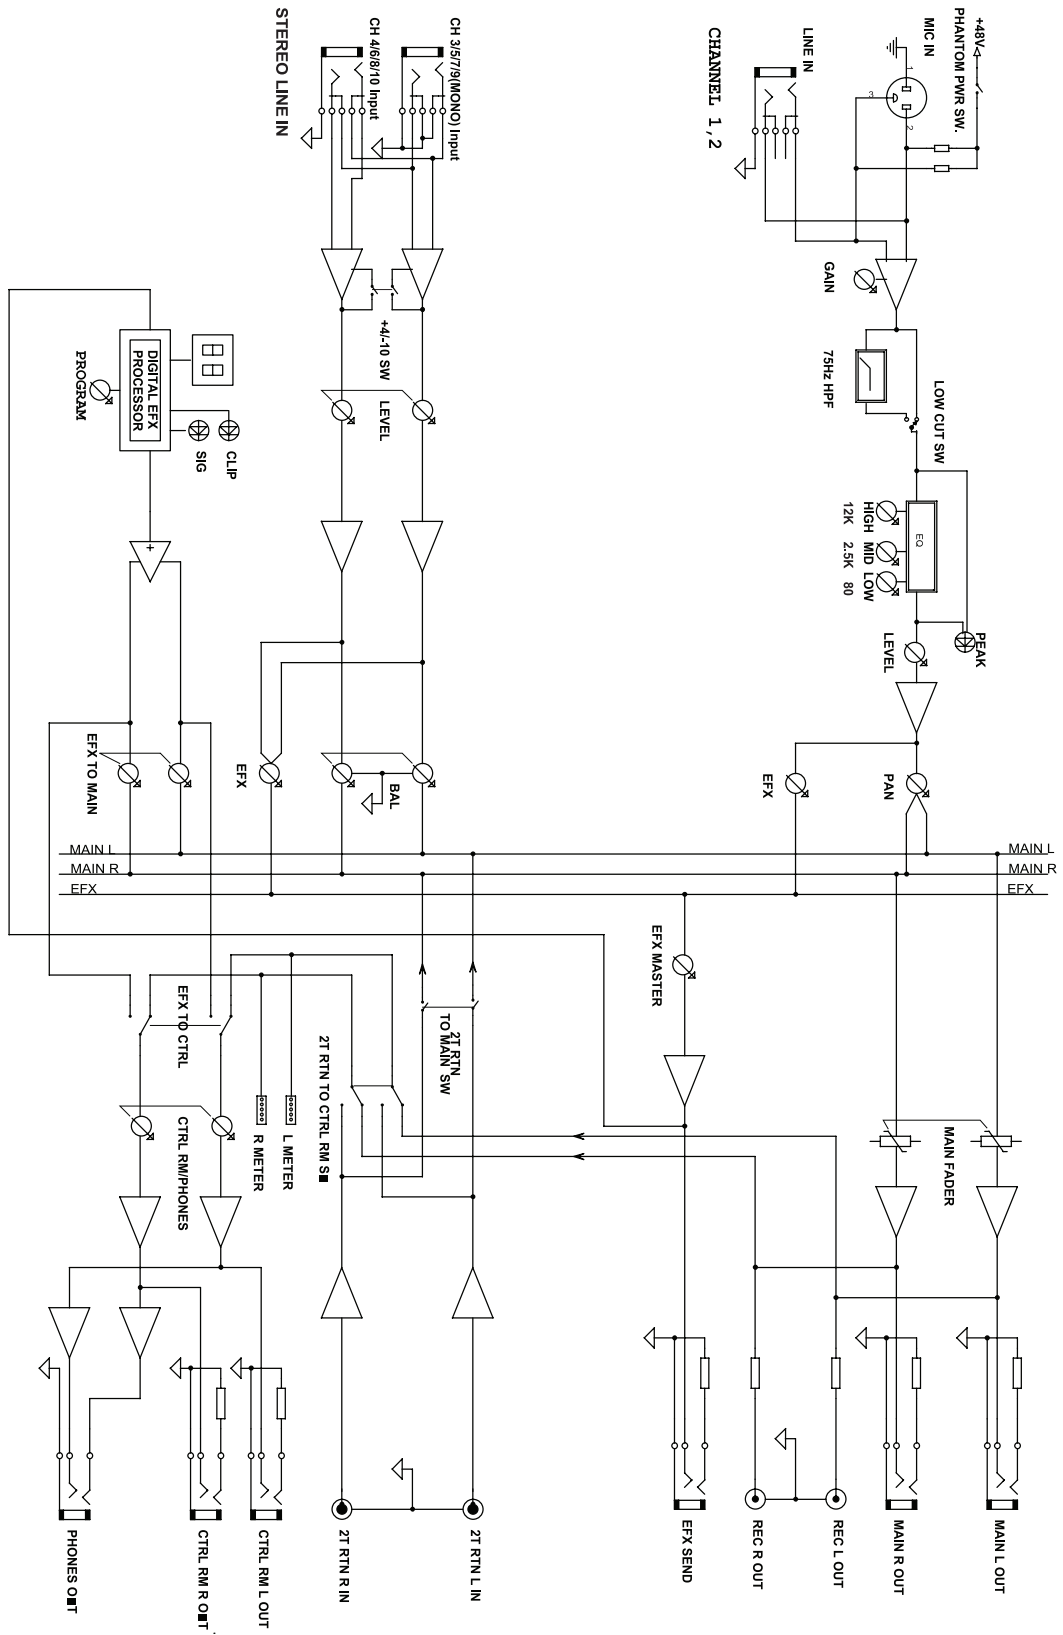 +48V
PHANTOM PWR SW.
MIC IN
1
2
3
LINE IN
CHANNEL 1,2
GAIN
75Hz HPF
LOW CUT SW
EQ
HIGH MID LOW
12K 2.5K 80
PEAK
LEVEL
PAN
EFX
CH 3/5/7/9(MONO) Input
CH 4/6/8/10 Input
STEREO LINE IN
+4/-10 SW
LEVEL
BAL
EFX
DIGITAL EFX
PROCESSOR
PROGRAM
CLIP
SIG
+
EFX TO MAIN
MAIN L
MAIN R
EFX
MAIN L
MAIN R
EFX
EFX MASTER
2T RTN
TO MAIN SW
2T RTN TO CTRL RM
EFX TO CTRL
L METER
R METER
CTRL RM/PHONES
MAIN FADER
MAIN L OUT
MAIN R OUT
REC L OUT
REC R OUT
EFX SEND
2T RTN L IN
2T RTN R IN
CTRL RM L OUT
CTRL RM R
PHONES